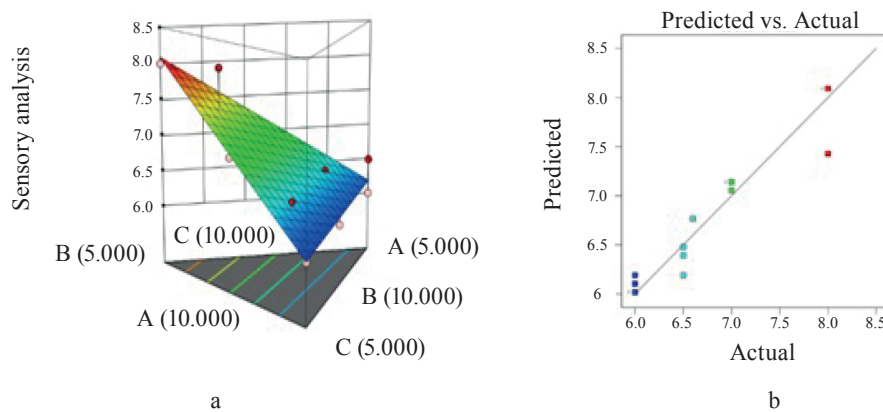 Sensory analysis
8.5
8.0
7.5
7.0
6.5
6.0
B (5.000)
C (10.000)
A (5.000)
A (10.000)
B (10.000)
C (5.000)
a
Predicted vs. Actual
Predicted
8.5
8.0
7.5
7.0
6.5
6
6.0
6.5
7.0
8.0
8.5
Actual
b